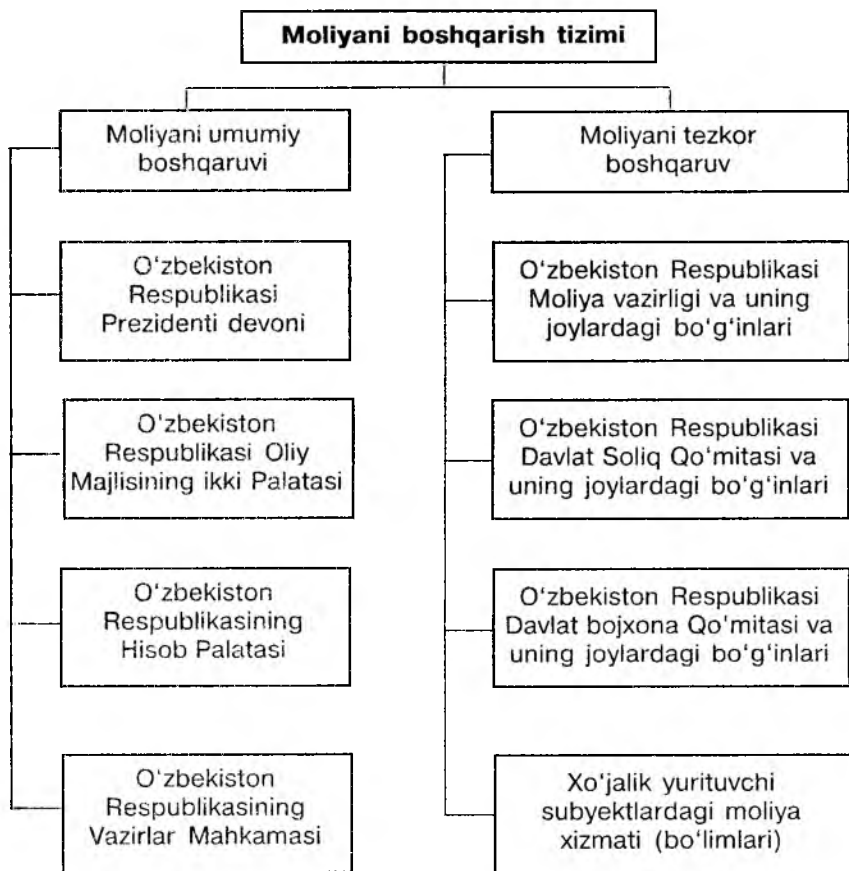 Moliyani boshqarish tizimi
Moliyani umumiy
boshqaruvi
O‘zbekiston
Respublikasi
Prezidenti devoni
O‘zbekiston
Respublikasi Oliy
Majlisining ikki Palatasi
O‘zbekiston
Respublikasining
Hisob Palatasi
O‘zbekiston
Respublikasining
Vazirlar Mahkamasi
Moliyani tezkor
boshqaruv
O‘zbekiston Respublikasi
Moliya vazirligi va uning
joylardagi bo‘g‘inlari
O‘zbekiston Respublikasi
Davlat Soliq Qo‘mitasi va
uning joylardagi bo‘g‘inlari
O‘zbekiston Respublikasi
Davlat bojxona Qo‘mitasi va
uning joylardagi bo‘g‘inlari
Xo‘jalik yurituvchi
subyektlardagi moliya
xizmati (bo‘limlari)